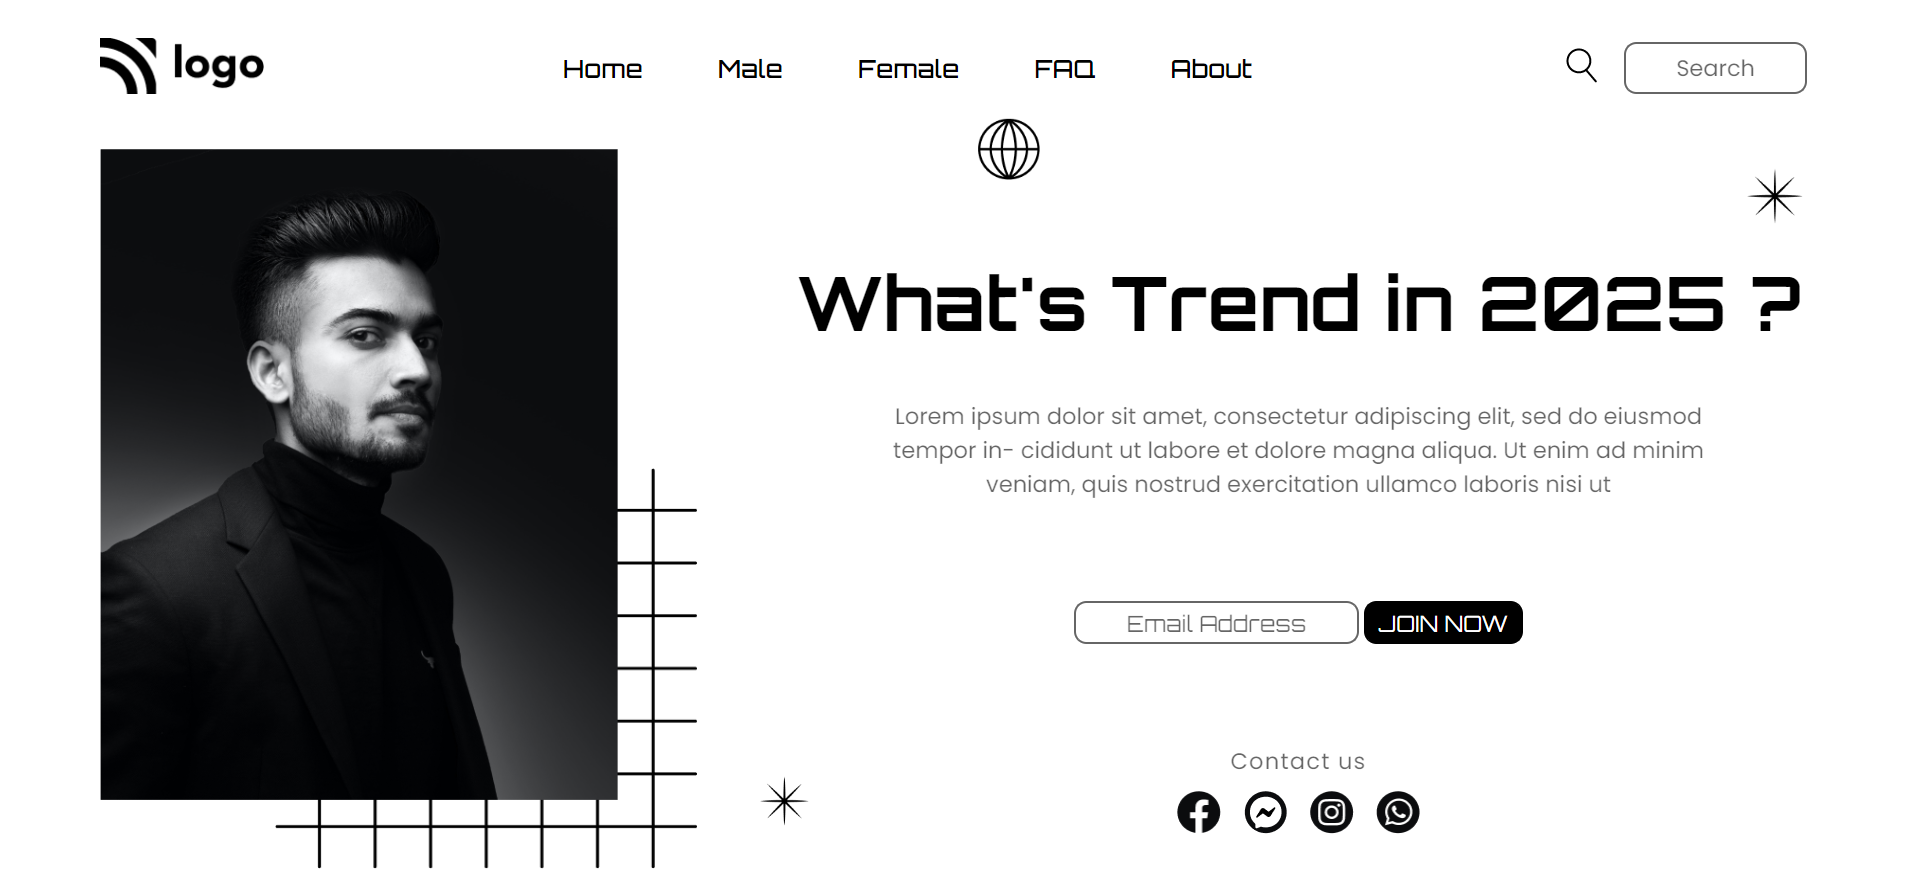 logo
Home Male Female FAQ About
Search
What's Trend in 2025 ?
Lorem ipsum dolor sit amet, consectetur adipiscing elit, sed do eiusmod
tempor in- cididunt ut labore et dolore magna aliqua. Ut enim ad minim
veniam, quis nostrud exercitation ullamco laboris nisi ut
Email Address JOIN NOW
Contact us